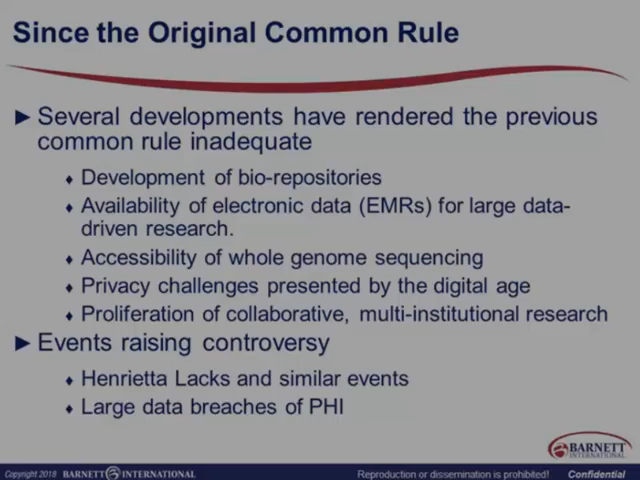 Since the Original Common Rule
► Several developments have rendered the previous
common rule inadequate
♦ Development of bio-repositories
♦ Availability of electronic data (EMRs) for large data-
driven research.
♦ Accessibility of whole genome sequencing
♦ Privacy challenges presented by the digital age
♦ Proliferation of collaborative, multi-institutional research
► Events raising controversy
♦ Henrietta Lacks and similar events
♦ Large data breaches of PHI
BARNETT
INTERNATIONAL
Copyright 2018 BARNETT INTERNATIONAL Reproduction or dissemination is prohibited! Confidential